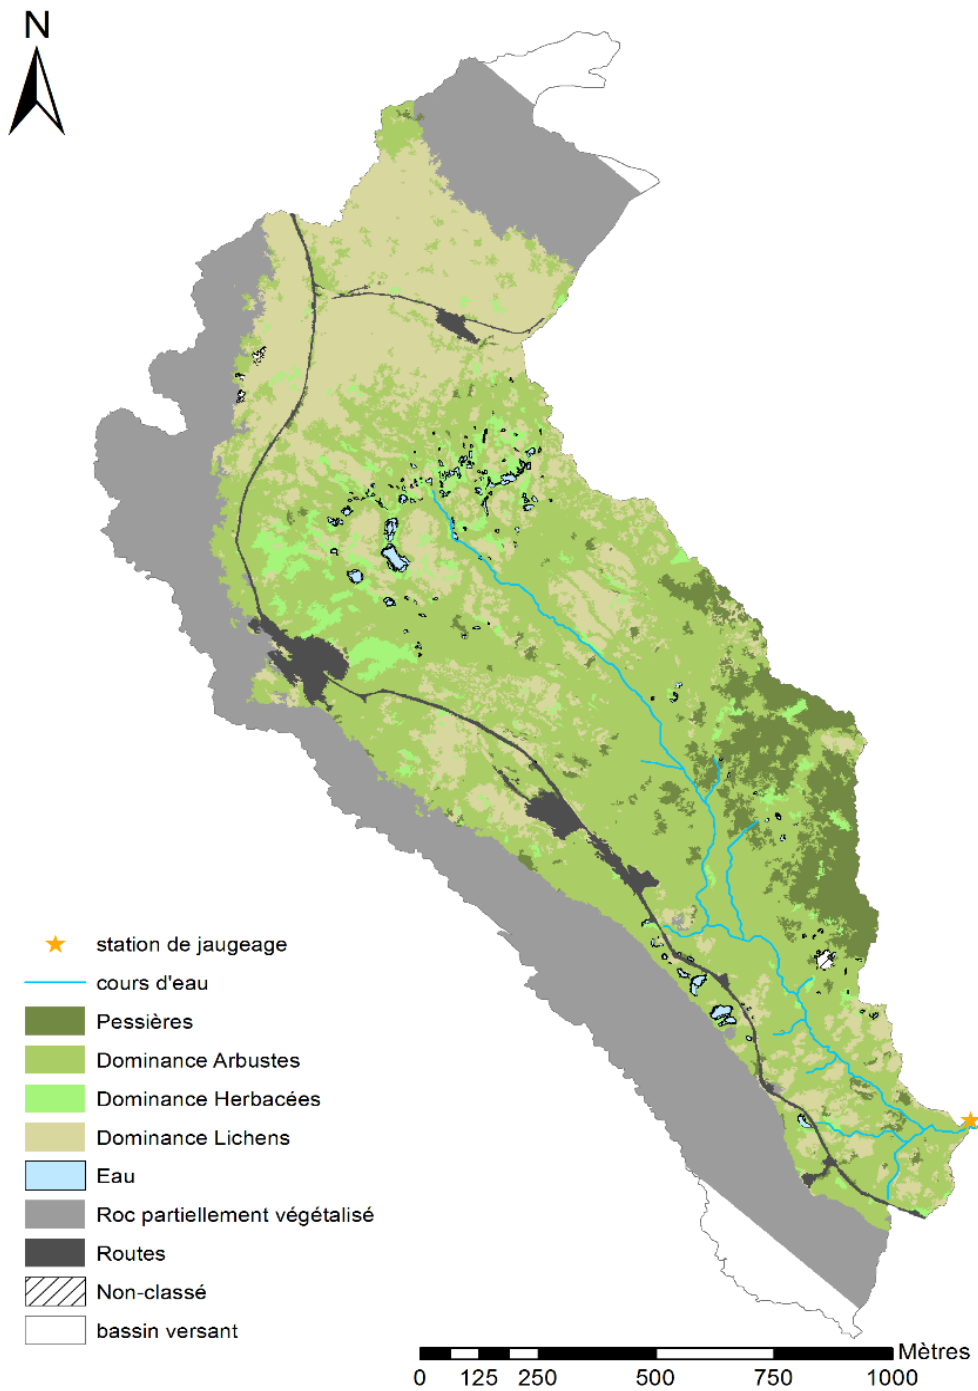 N
station de jaugeage
cours d'eau
Pessières
Dominance Arbustes
Dominance Herbacées
Dominance Lichens
Eau
Roc partiellement végétalisé
Routes
Non-classé
bassin versant
Mètres
0 125 250 500 750 1000